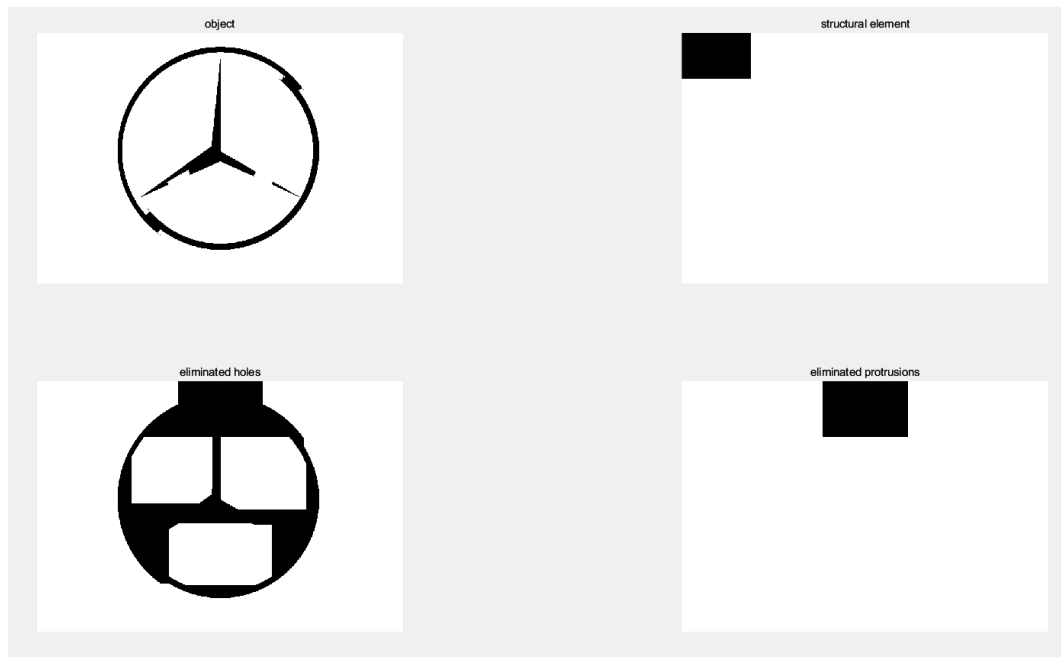 object
structural element
eliminated holes
eliminated protrusions